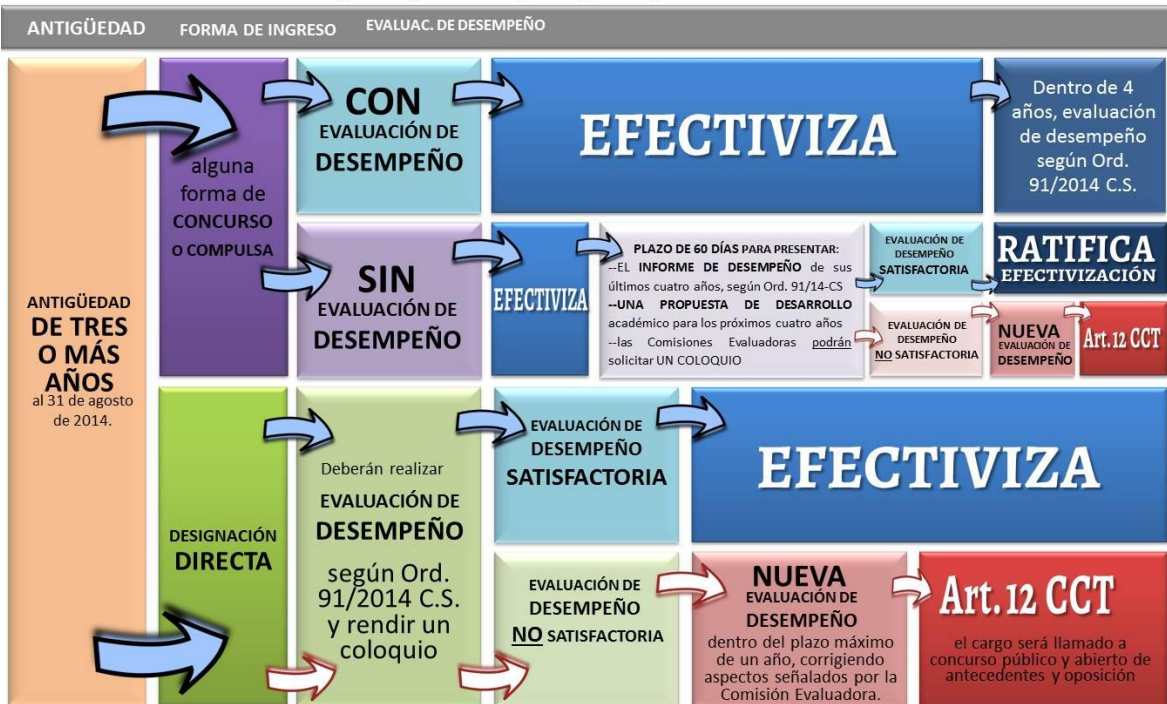 ANTIGÜEDAD
FORMA DE INGRESO
EVALUAC. DE DESEMPEÑO
ANTIGÜEDAD
DE TRES
O MÁS
AÑOS
al 31 de agosto
de 2014.
alguna
forma de
CONCURSO
O COMPULSA
CON
EVALUACIÓN DE
DESEMPEÑO
EFECTIVIZA
Dentro de 4
años, evaluación
de desempeño
según Ord.
91/2014 C.S.
SIN
EVALUACIÓN DE
DESEMPEÑO
EFECTIVIZA
PLAZO DE 60 DÍAS PARA PRESENTAR:
--EL INFORME DE DESEMPEÑO de sus
últimos cuatro años, según Ord. 91/14-CS
--UNA PROPUESTA DE DESARROLLO
académico para los próximos cuatro años
--las Comisiones Evaluadoras podrán
solicitar UN COLOQUIO
EVALUACIÓN DE
DESEMPEÑO
SATISFACTORIA
RATIFICA
EFECTIVIZACIÓN
EVALUACIÓN DE
DESEMPEÑO
NO SATISFACTORIA
NUEVA
EVALUACIÓN DE
DESEMPEÑO
Art.12 CCT
DESIGNACIÓN
DIRECTA
Deberán realizar
EVALUACIÓN DE
DESEMPEÑO
según Ord.
91/2014 C.S.
y rendir un
coloquio
EVALUACIÓN DE
DESEMPEÑO
SATISFACTORIA
EFECTIVIZA
EVALUACIÓN DE
DESEMPEÑO
NO SATISFACTORIA
NUEVA
EVALUACIÓN DE
DESEMPEÑO
dentro del plazo máximo
de un año, corrigiendo
aspectos señalados por la
Comisión Evaluadora.
Art.12 CCT
el cargo será llamado a
concurso público y abierto de
antecedentes y oposición